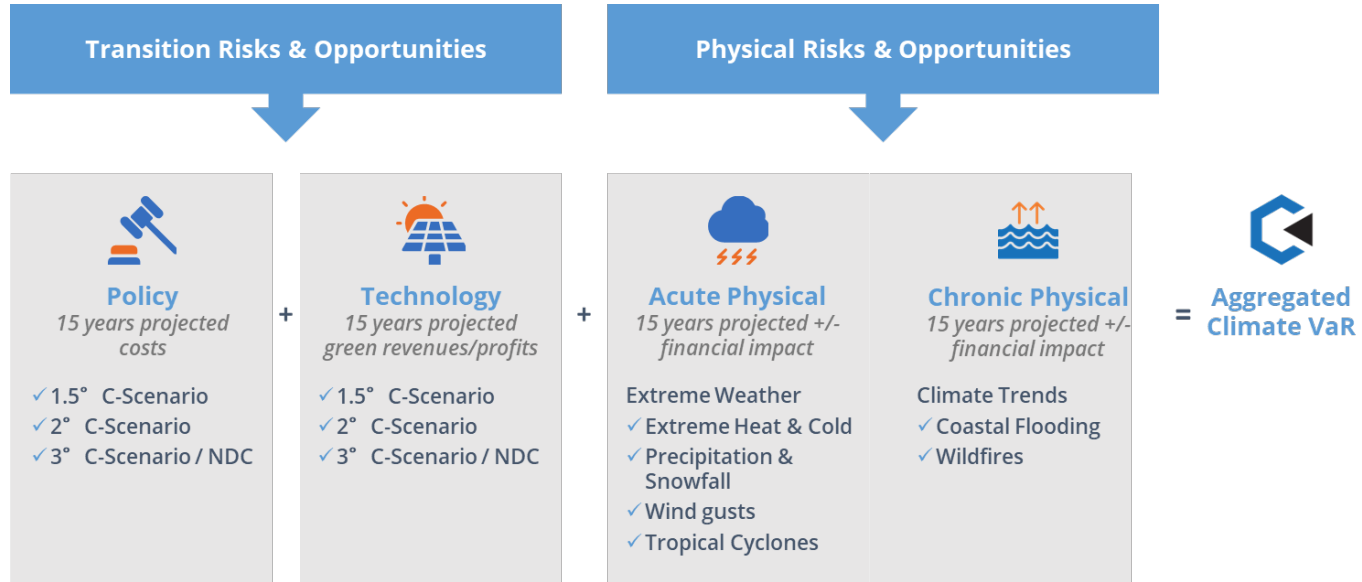 Transition Risks & Opportunities
Physical Risks & Opportunities
Policy
15 years projected
costs
✓ 1.5° C-Scenario
✓ 2° C-Scenario
✓ 3° C-Scenario / NDC
+
Technology
15 years projected
green revenues/profits
✓ 1.5° C-Scenario
✓ 2° C-Scenario
✓ 3° C-Scenario / NDC
+
Acute Physical
15 years projected +/-
financial impact
Extreme Weather
✓ Extreme Heat & Cold
✓ Precipitation &
Snowfall
✓ Wind gusts
✓ Tropical Cyclones
Chronic Physical
15 years projected +/-
financial impact
Climate Trends
✓ Coastal Flooding
✓ Wildfires
=
Aggregated
Climate VaR